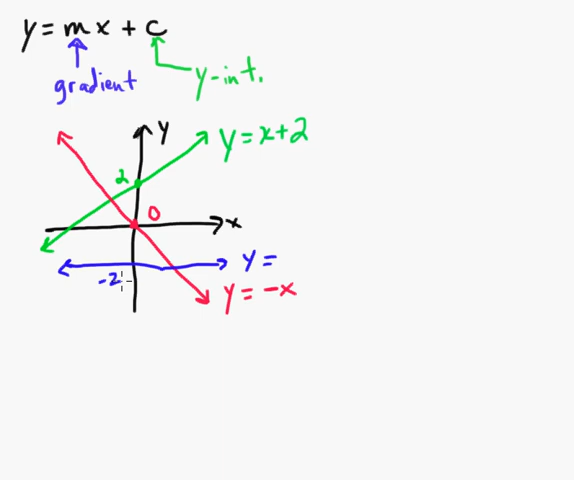 y = mx + c
gradient
y-int.
y
y = x+2
2
0
x
y =
-2
y = -x